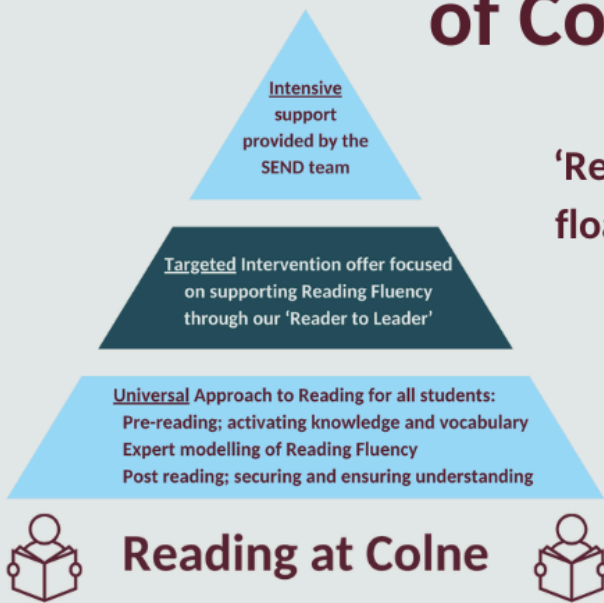 of Co
Intensive
support
provided by the
SEND team
'Re
floa
Targeted Intervention offer focused
on supporting Reading Fluency
through our 'Reader to Leader'
Universal Approach to Reading for all students:
Pre-reading; activating knowledge and vocabulary
Expert modelling of Reading Fluency
Post reading; securing and ensuring understanding
Reading at Colne